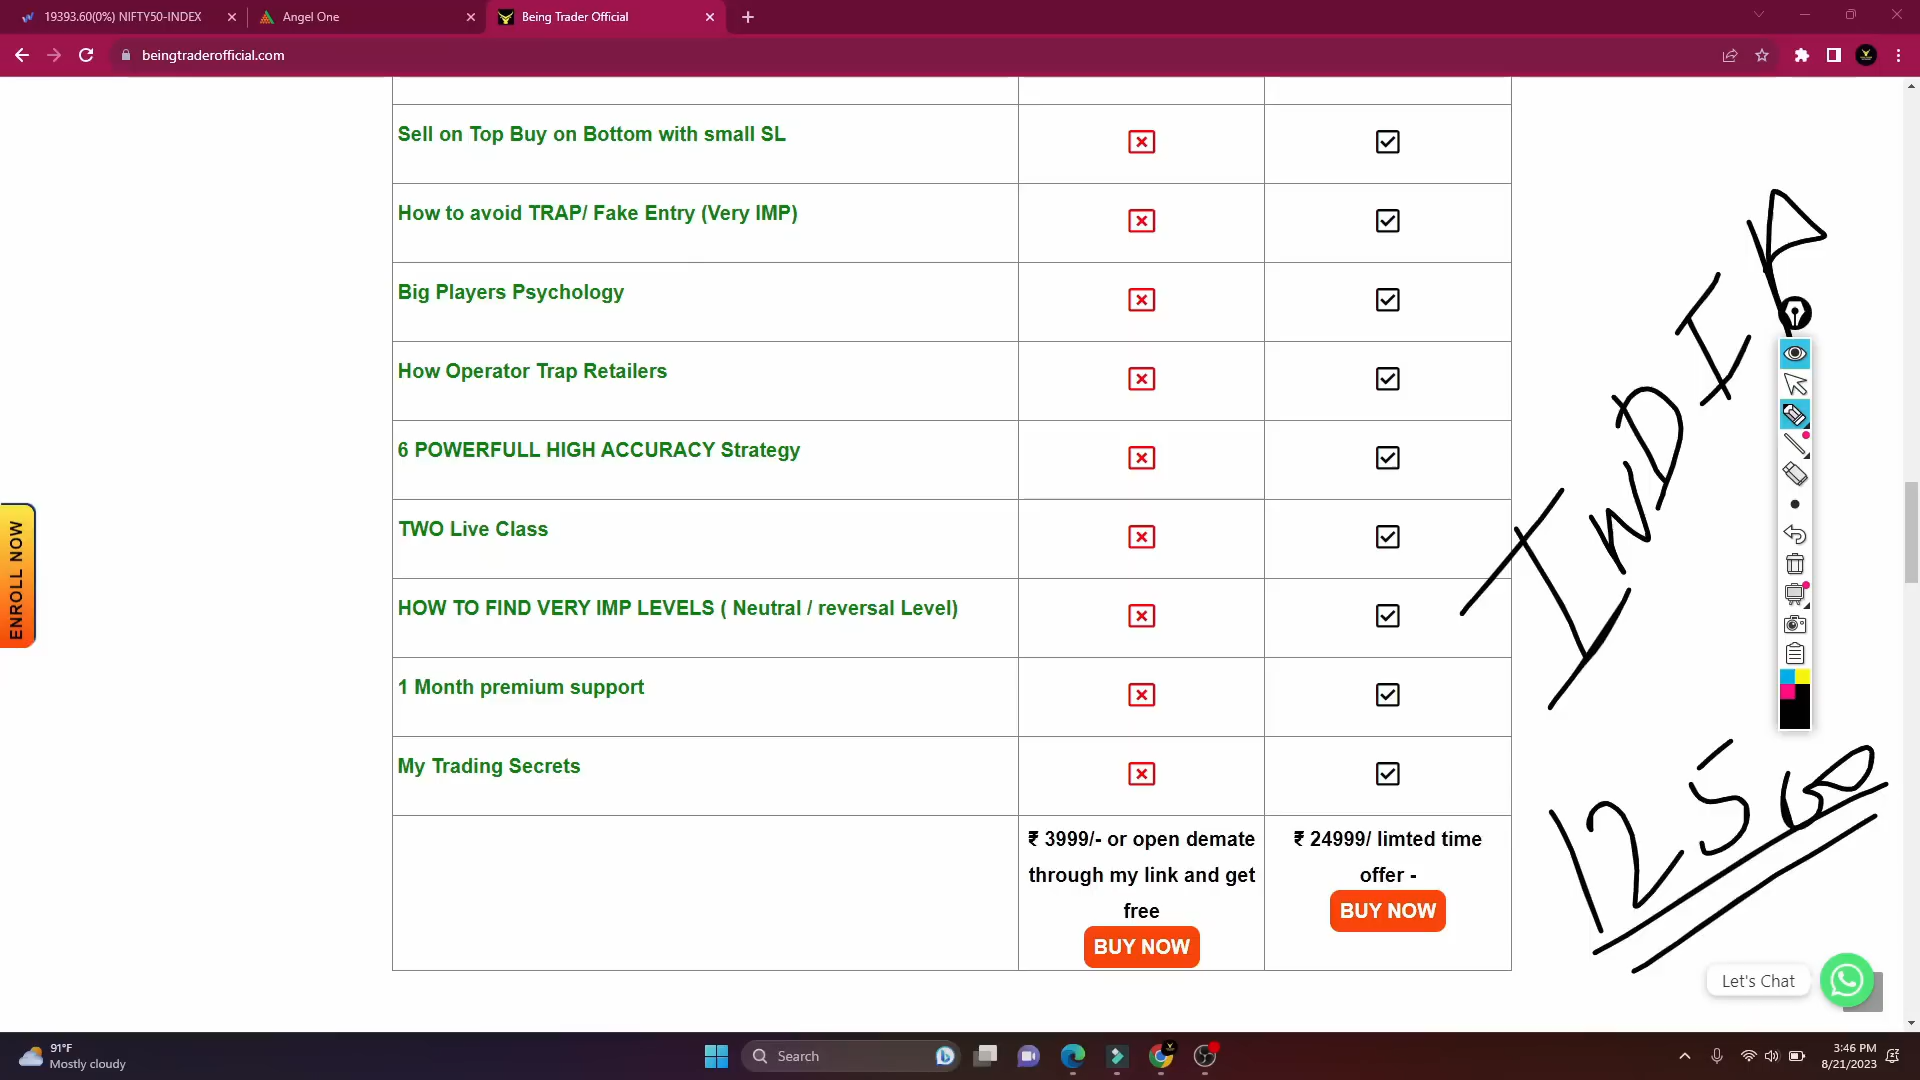 19393.60(0%) NIFTY50-INDEX
Angel One
Being Trader Official
beingtraderofficial.com
Sell on Top Buy on Bottom with small SL
How to avoid TRAP/ Fake Entry (Very IMP)
Big Players Psychology
How Operator Trap Retailers
6 POWERFULL HIGH ACCURACY Strategy
TWO Live Class
HOW TO FIND VERY IMP LEVELS ( Neutral / reversal Level)
1 Month premium support
My Trading Secrets
₹ 3999/- or open demate
through my link and get
free
BUY NOW
₹ 24999/ limted time
offer -
BUY NOW
ENROLL NOW
INDIA
12500
Let's Chat
91°F
Mostly cloudy
Search
3:46 PM
8/21/2023